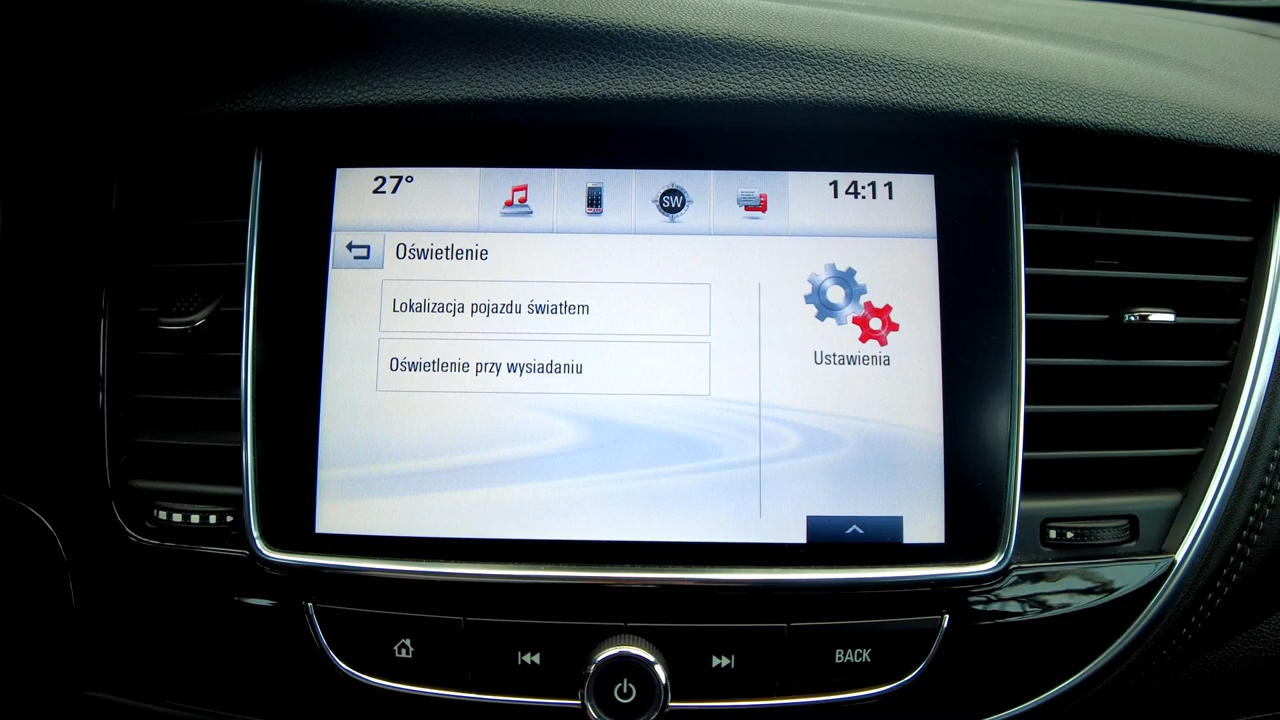 27°
SW
14:11
Oświetlenie
Lokalizacja pojazdu światłem
Oświetlenie przy wysiadaniu
Ustawienia
BACK